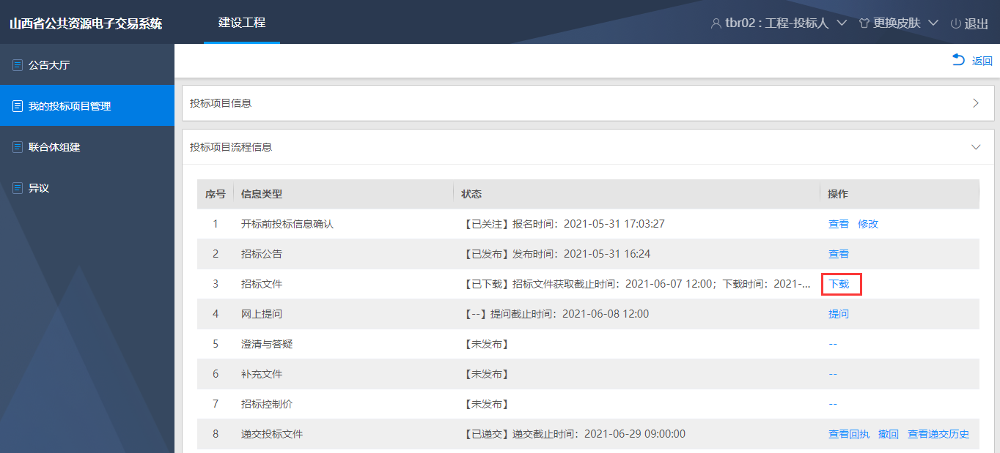 山西省公共资源电子交易系统 建设工程 tbr02 : 工程-投标人 更换皮肤 退出
公告大厅
我的投标项目管理
联合体组建
异议
返回
投标项目信息
投标项目流程信息
序号 信息类型 状态 操作
1 开标前投标信息确认 【已关注】报名时间：2021-05-31 17:03:27 查看 修改
2 招标公告 【已发布】发布时间：2021-05-31 16:24 查看
3 招标文件 【已下载】招标文件获取截止时间：2021-06-07 12:00；下载时间：2021-... 下载
4 网上提问 【--】提问截止时间：2021-06-08 12:00 提问
5 澄清与答疑 【未发布】 --
6 补充文件 【未发布】 --
7 招标控制价 【未发布】 --
8 递交投标文件 【已递交】递交截止时间：2021-06-29 09:00:00 查看回执 撤回 查看递交历史